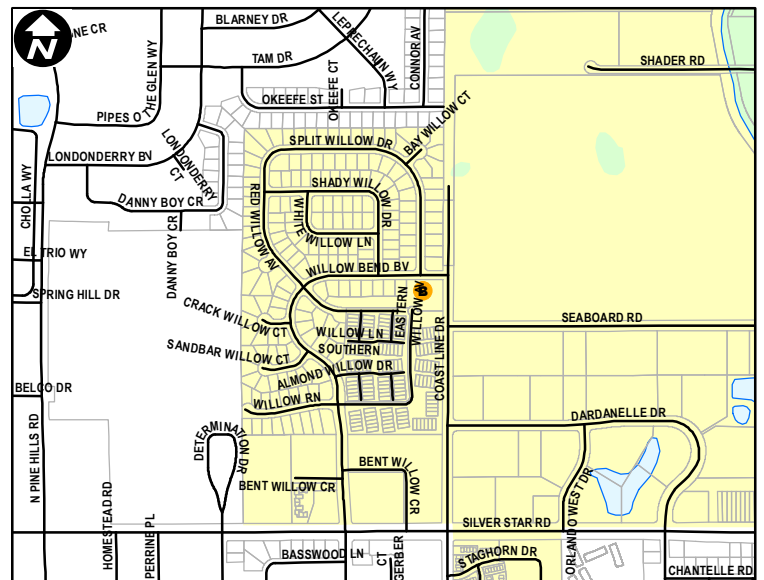 BLARNEY DR
NE CR
LEPRECHAUN WY
CONNOR AV
N
THE GLEN WY
TAM DR
SHADER RD
OKEEFE CT
OKEEFE ST
PIPES O
BAY WILLOW CT
SPLIT WILLOW DR
LONDONDERRY BV
LONDONDERRY CT
SHADY WILLOW DR
CHOLLA WY
DANNY BOY CR
RED WILLOW AV
WHITE WILLOW LN
DANNY BOY CR
EL TRIO WY
WILLOW BEND BV
SPRING HILL DR
EASTERN WILLOW AV
CRACK WILLOW CT
SEABOARD RD
WILLOW LN
SOUTHERN
COAST LINE DR
SANDBAR WILLOW CT
ALMOND WILLOW DR
BELCO DR
WILLOW RN
DARDANELLE DR
N PINE HILLS RD
DETERMINATION DR
BENT WILLOW CR
BENT WILLOW CR
ORLANDO WEST DR
HOMESTEAD RD
PERRINE PL
SILVER STAR RD
BASSWOOD LN
GERBER CT
STAGHORN DR
CHANTELLE RD